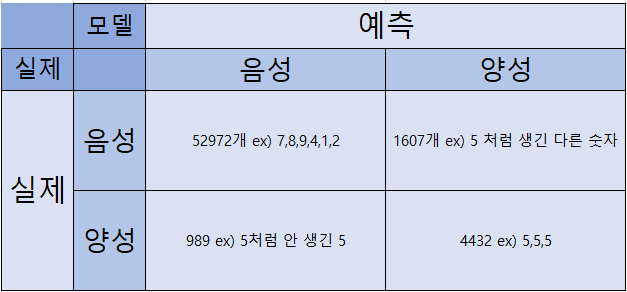 모델 예측
실제 음성 양성
음성 52972개 ex) 7,8,9,4,1,2 1607개 ex) 5 처럼 생긴 다른 숫자
실제
양성 989 ex) 5처럼 안 생긴 5 4432 ex) 5,5,5